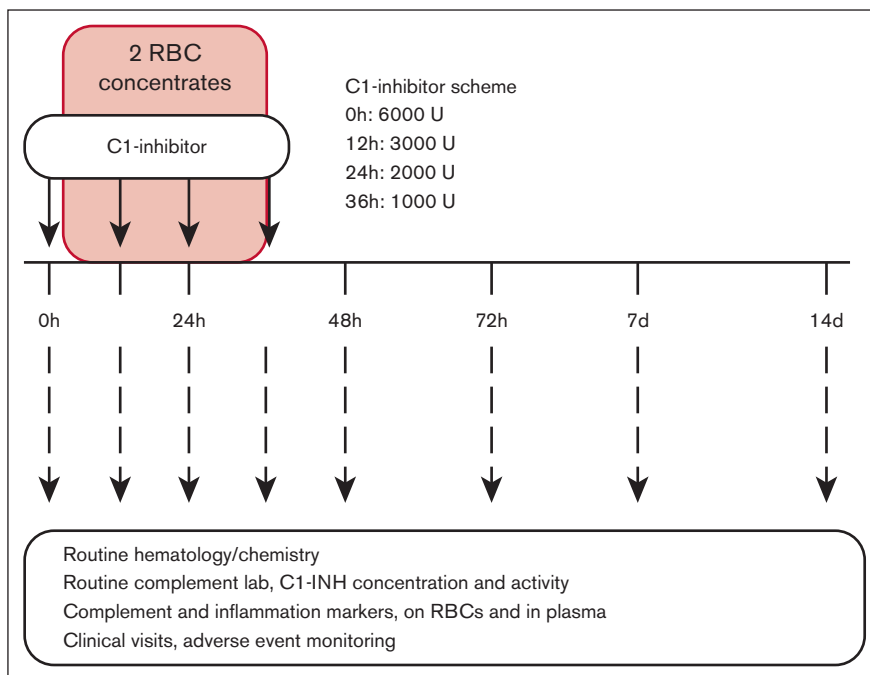 2 RBC
concentrates
C1-inhibitor
C1-inhibitor scheme
0h: 6000 U
12h: 3000 U
24h: 2000 U
36h: 1000 U
0h 24h 48h 72h 7d 14d
Routine hematology/chemistry
Routine complement lab, C1-INH concentration and activity
Complement and inflammation markers, on RBCs and in plasma
Clinical visits, adverse event monitoring